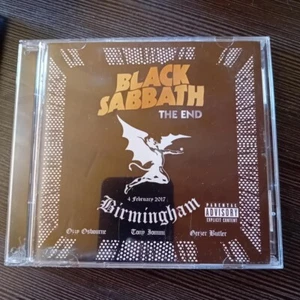 BLACK
SABBATH
THE END
4 February 2017
Birmingham
PARENTAL
ADVISORY
EXPLICIT CONTENT
Ozzy Osbourne Tony Iommi Geezer Butler